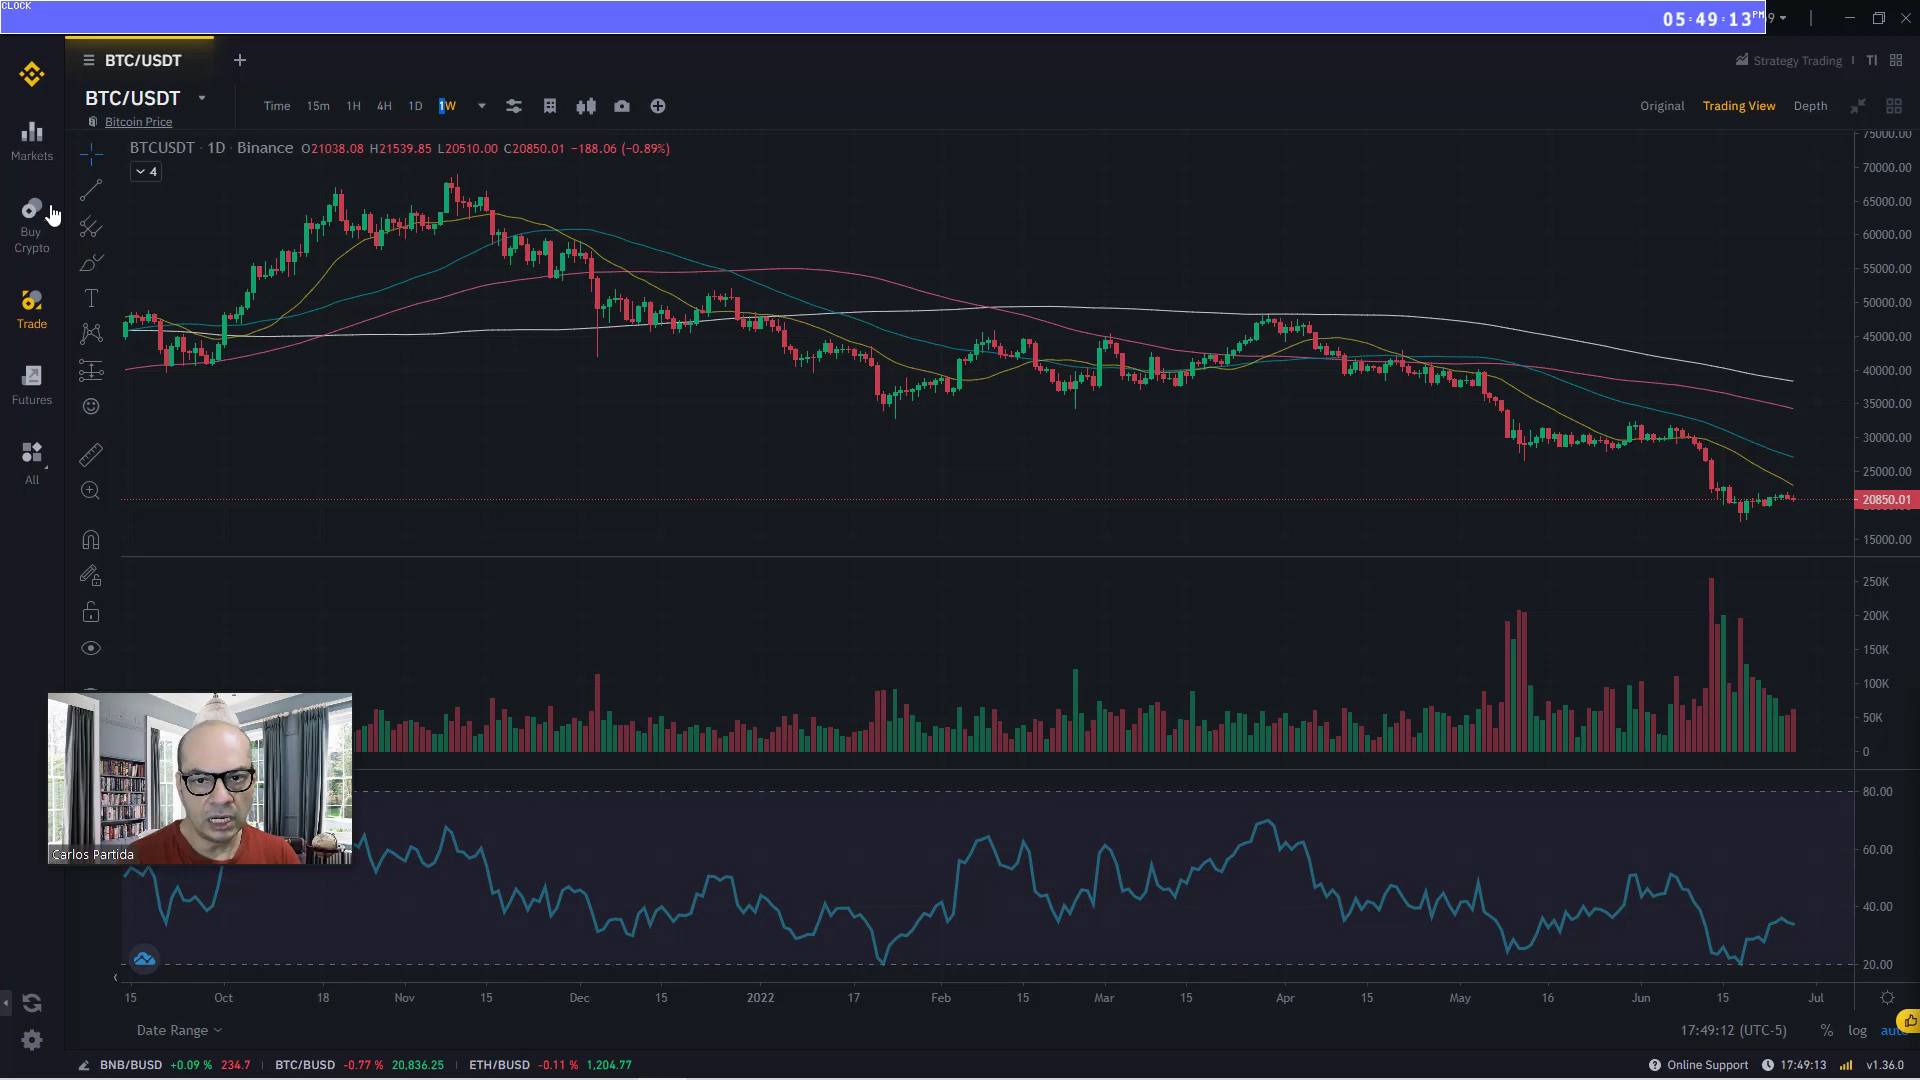 CLOCK
05:49:13 PM
9
BTC/USDT
Strategy Trading
BTC/USDT
Bitcoin Price
Time 15m 1H 4H 1D 1W
Original Trading View Depth
BTCUSDT · 1D · Binance O21038.08 H21539.85 L20510.00 C20850.01 −188.06 (−0.89%)
4
Markets
Buy
Crypto
Trade
Futures
All
75000.00
70000.00
65000.00
60000.00
55000.00
50000.00
45000.00
40000.00
35000.00
30000.00
25000.00
20850.01
15000.00
250K
200K
150K
100K
50K
0
80.00
60.00
40.00
20.00
Carlos Partida
15 Oct 18 Nov 15 Dec 15 2022 17 Feb 15 Mar 15 Apr 15 May 16 Jun 15 Jul
Date Range
17:49:12 (UTC-5) % log
BNB/BUSD +0.09 % 234.7 BTC/BUSD -0.77 % 20,836.25 ETH/BUSD -0.11 % 1,204.77
Online Support 17:49:13 v1.36.0